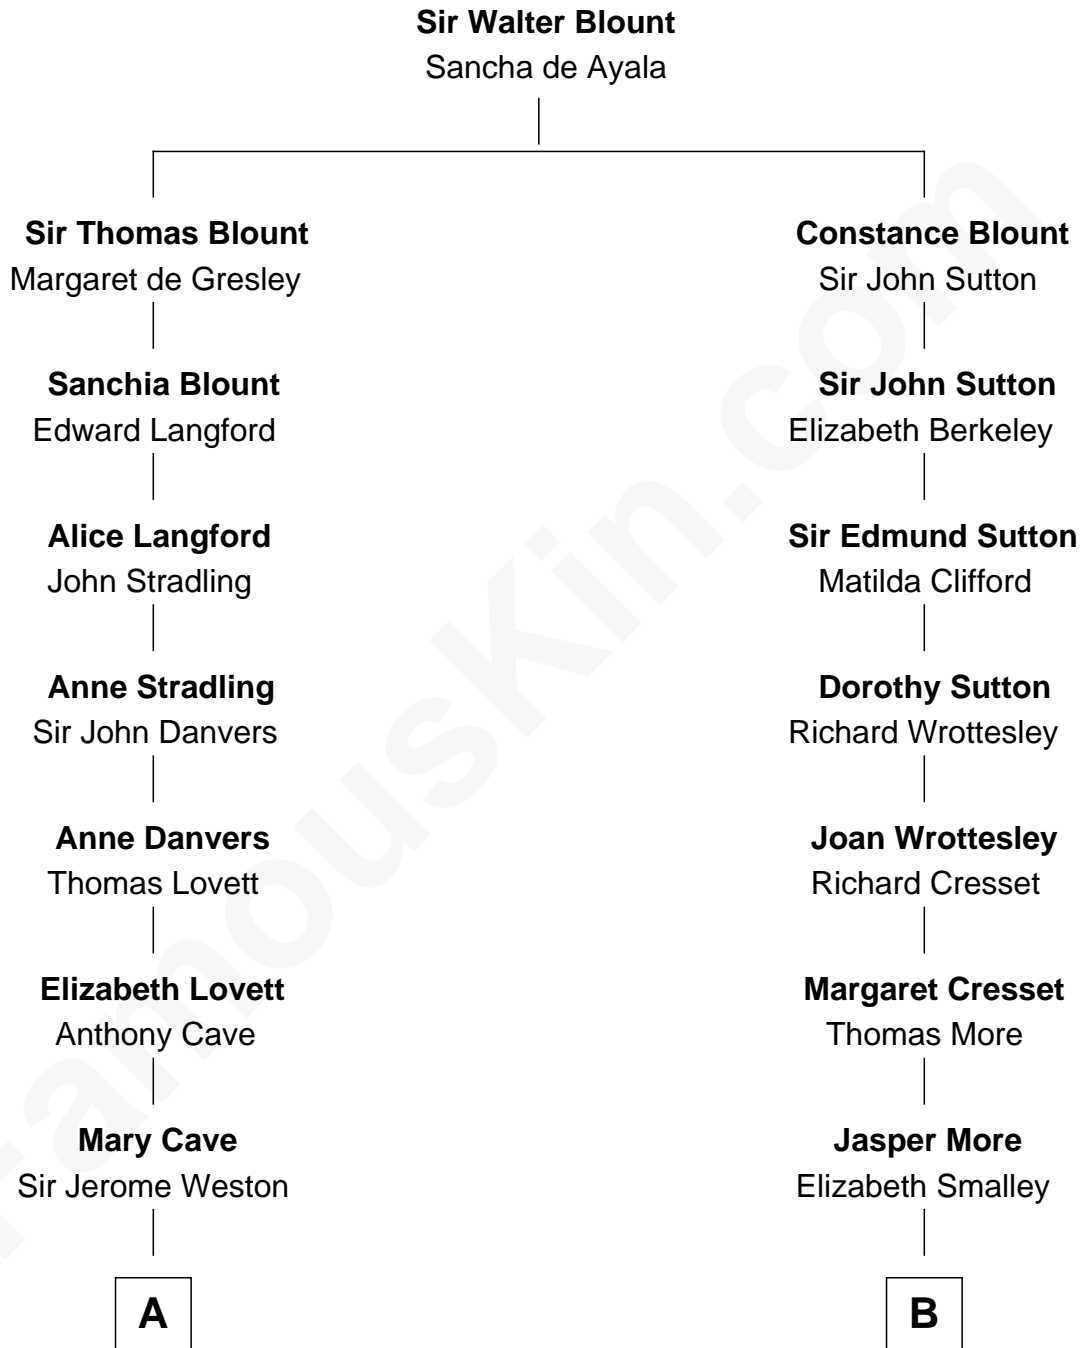 Sir Walter Blount
Sancha de Ayala
Sir Thomas Blount
Margaret de Gresley
Constance Blount
Sir John Sutton
Sanchia Blount
Edward Langford
Sir John Sutton
Elizabeth Berkeley
Alice Langford
John Stradling
Sir Edmund Sutton
Matilda Clifford
Anne Stradling
Sir John Danvers
Dorothy Sutton
Richard Wrottesley
Anne Danvers
Thomas Lovett
Joan Wrottesley
Richard Cresset
Elizabeth Lovett
Anthony Cave
Margaret Cresset
Thomas More
Mary Cave
Sir Jerome Weston
Jasper More
Elizabeth Smalley
A
B
FamousKin.com